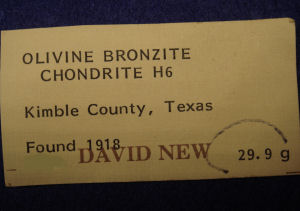 OLIVINE BRONZITE
CHONDRITE H6
Kimble County, Texas
Found 1918
DAVID NEW
29.9 g